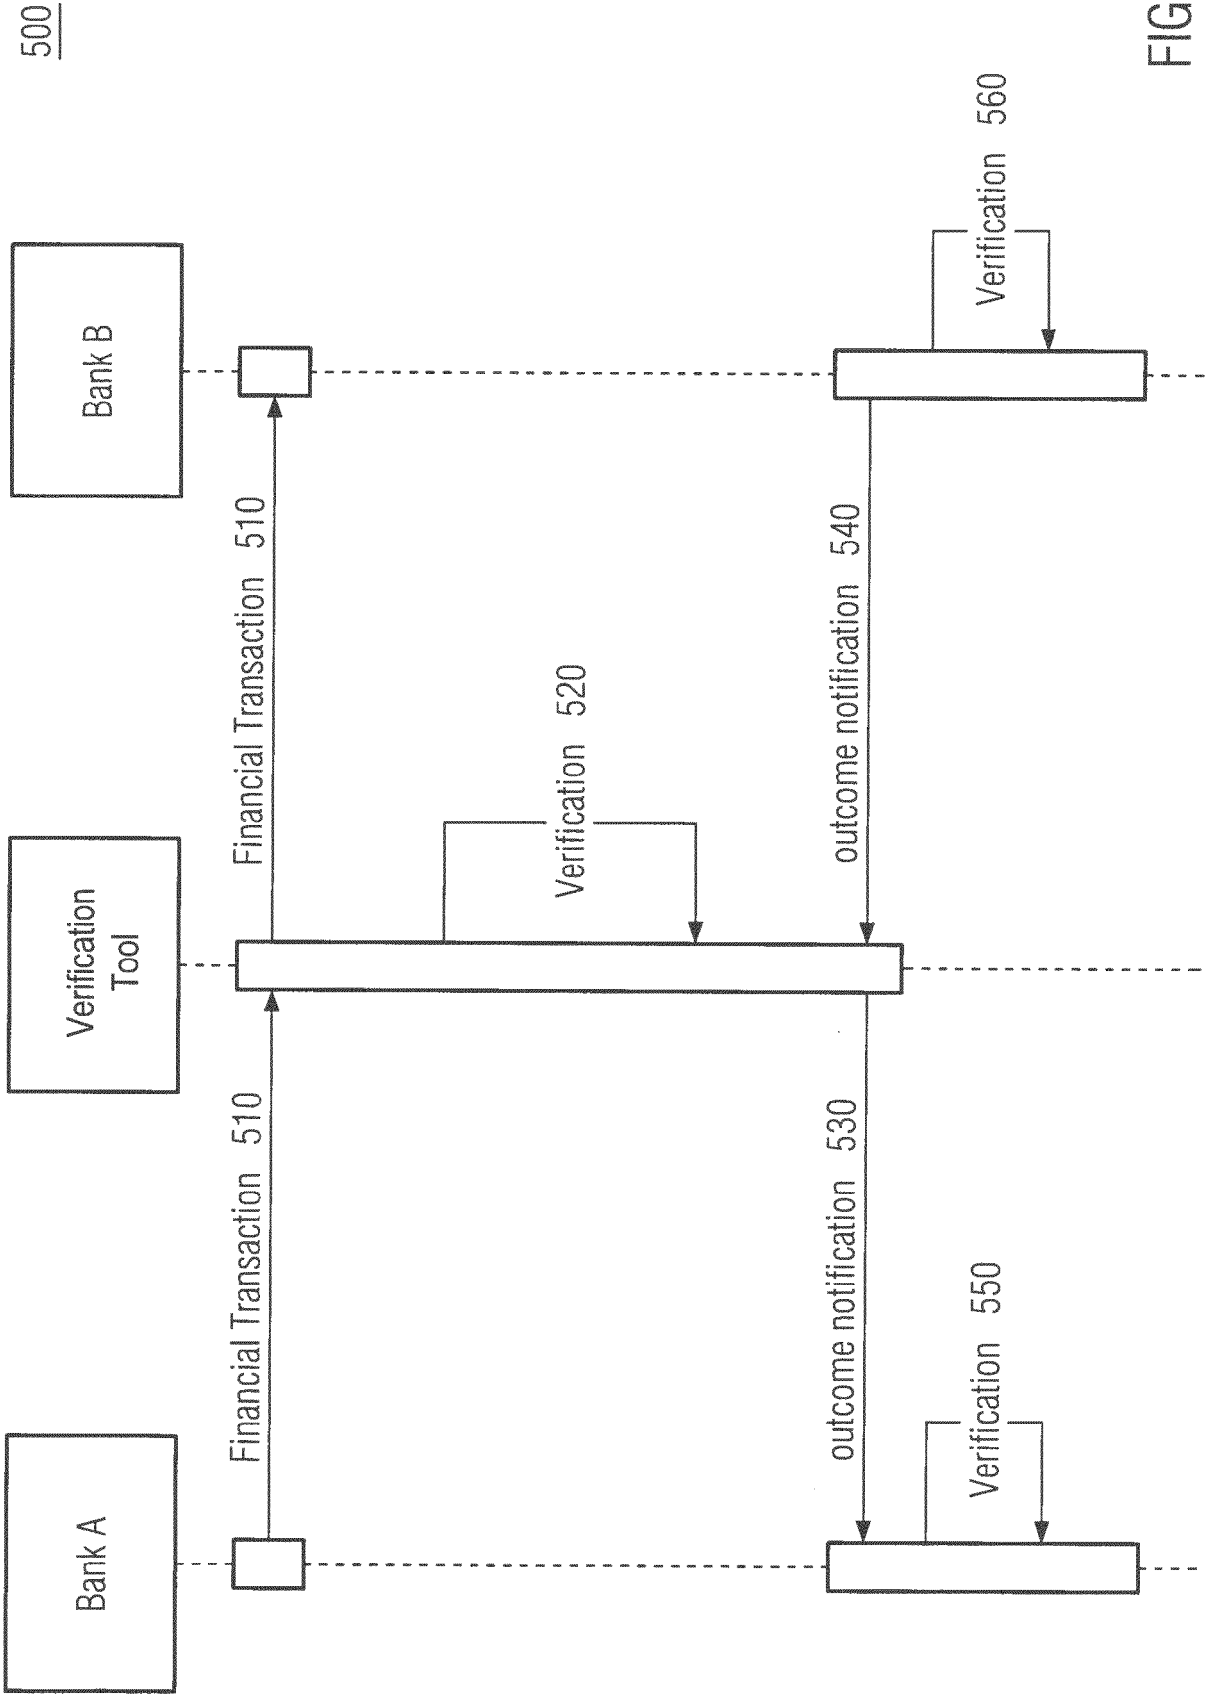 500
Bank A
Verification
Tool
Bank B
Financial Transaction 510
Financial Transaction 510
Verification 520
outcome notification 530
outcome notification 540
Verification 550
Verification 560
FIG